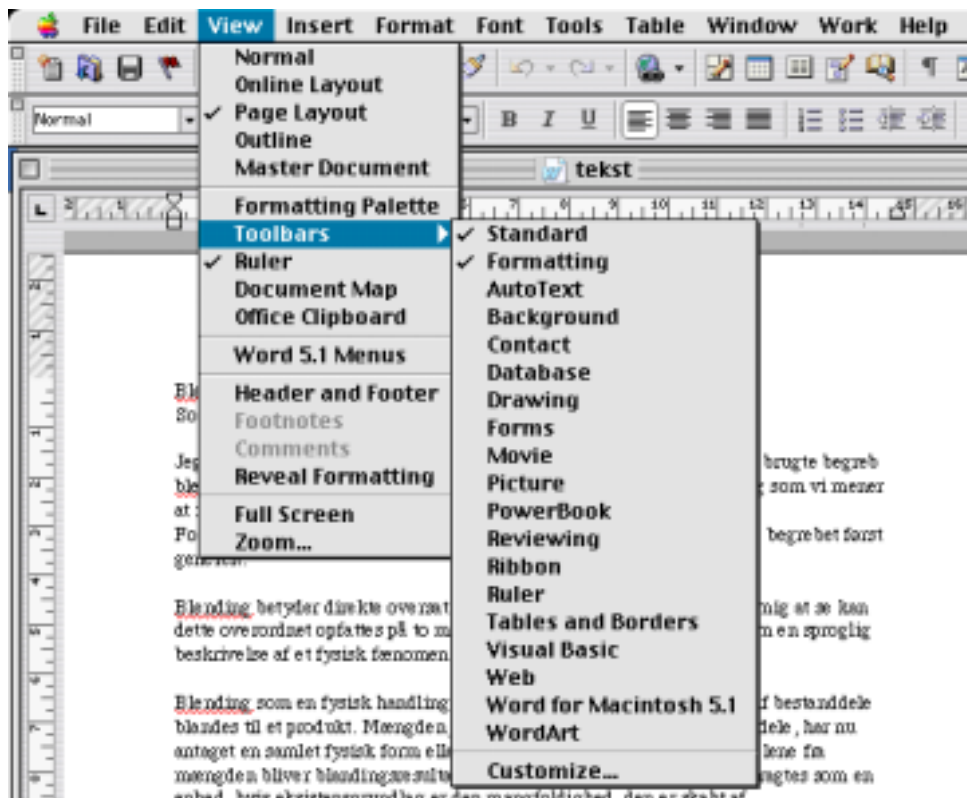 File Edit View Insert Format Font Tools Table Window Work Help
Normal
Online Layout
Page Layout
Outline
Master Document
Formatting Palette
Toolbars
Ruler
Document Map
Office Clipboard
Word 5.1 Menus
Header and Footer
Footnotes
Comments
Reveal Formatting
Full Screen
Zoom...
Standard
Formatting
AutoText
Background
Contact
Database
Drawing
Forms
Movie
Picture
PowerBook
Reviewing
Ribbon
Ruler
Tables and Borders
Visual Basic
Web
Word for Macintosh 5.1
WordArt
Customize...
Normal
B I U
tekst
brugte begreb
som vi mener
at
begrebet først
Blending betyder direkte mig at se kan
dette overordnet opfattes på to en sproglig
beskrivelse af et fysisk fænomen
Blending som en fysisk handling bestanddele
blandes til et produkt. Mængden, har nu
antaget en samlet fysisk form
mængden bliver som en